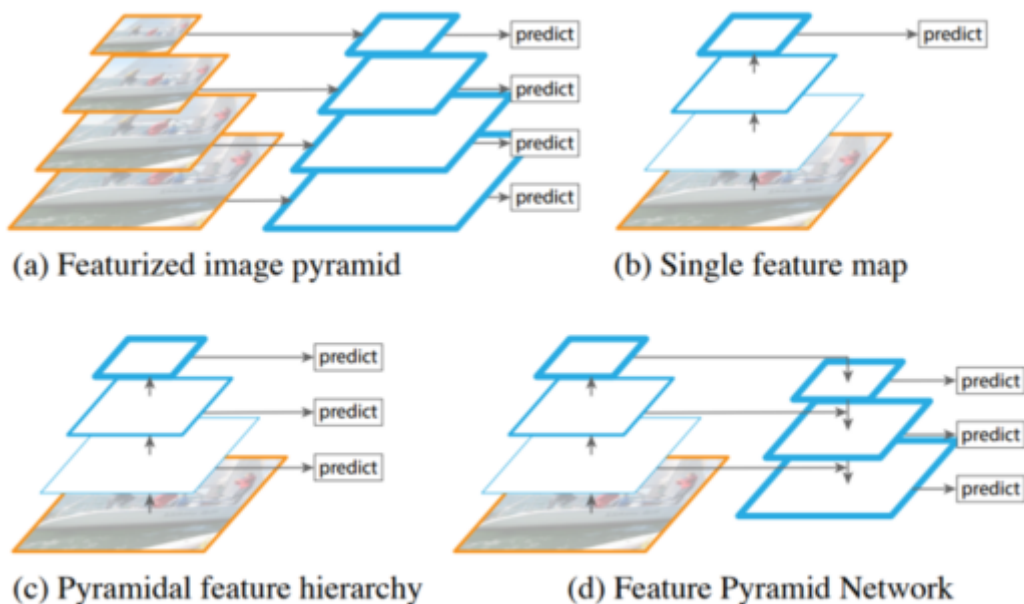 predict
predict
predict
predict
(a) Featurized image pyramid
predict
(b) Single feature map
predict
predict
predict
(c) Pyramidal feature hierarchy
predict
predict
predict
(d) Feature Pyramid Network